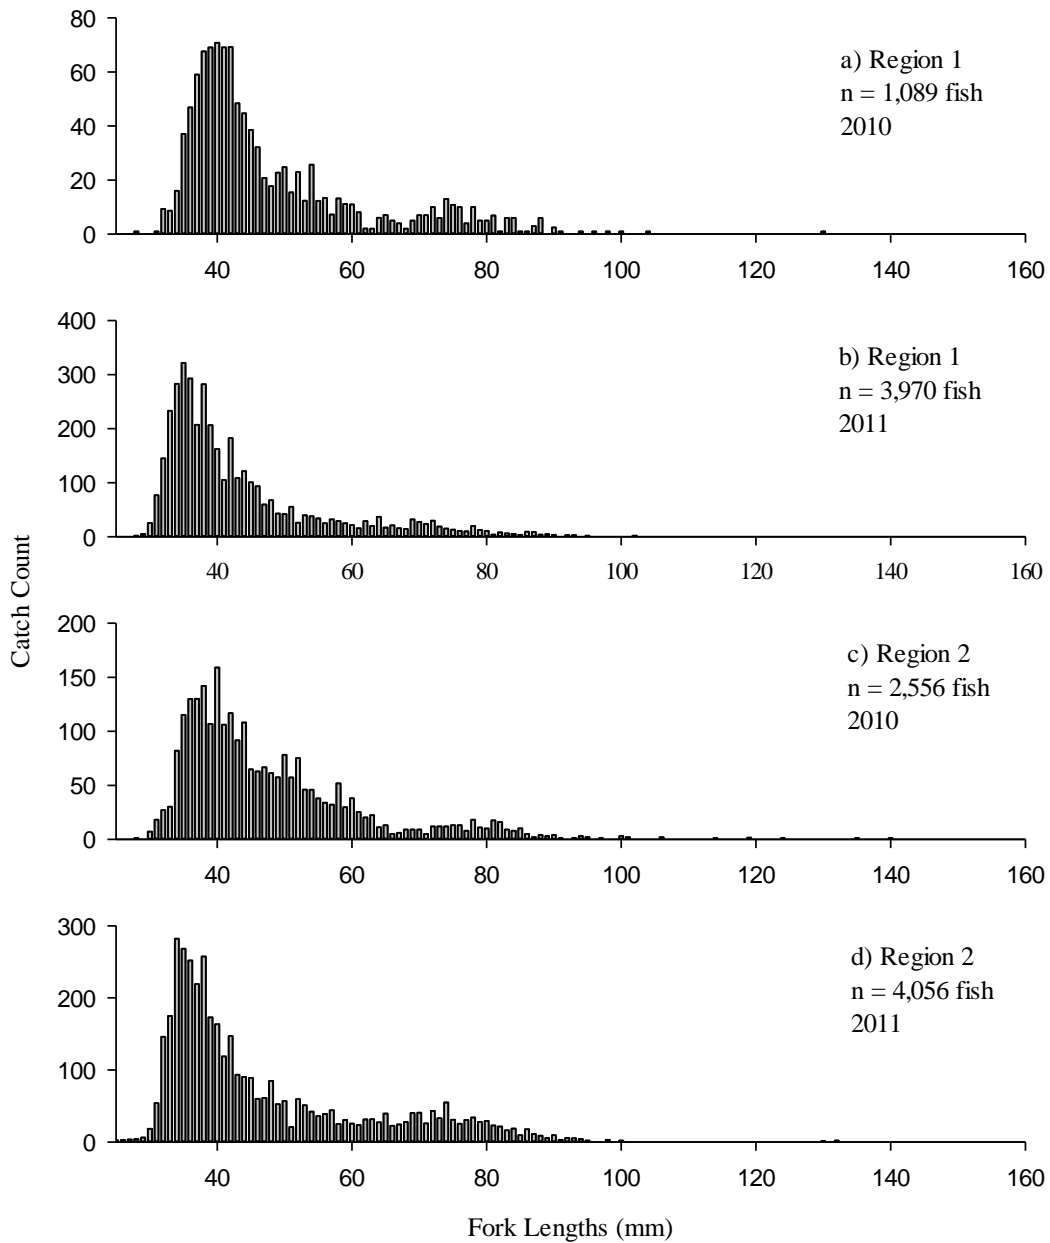 80
60
40
20
0
a) Region 1
n = 1,089 fish
2010
40 60 80 100 120 140 160
400
300
200
100
0
b) Region 1
n = 3,970 fish
2011
40 60 80 100 120 140 160
Catch Count
200
150
100
50
0
c) Region 2
n = 2,556 fish
2010
40 60 80 100 120 140 160
300
200
100
0
d) Region 2
n = 4,056 fish
2011
40 60 80 100 120 140 160
Fork Lengths (mm)